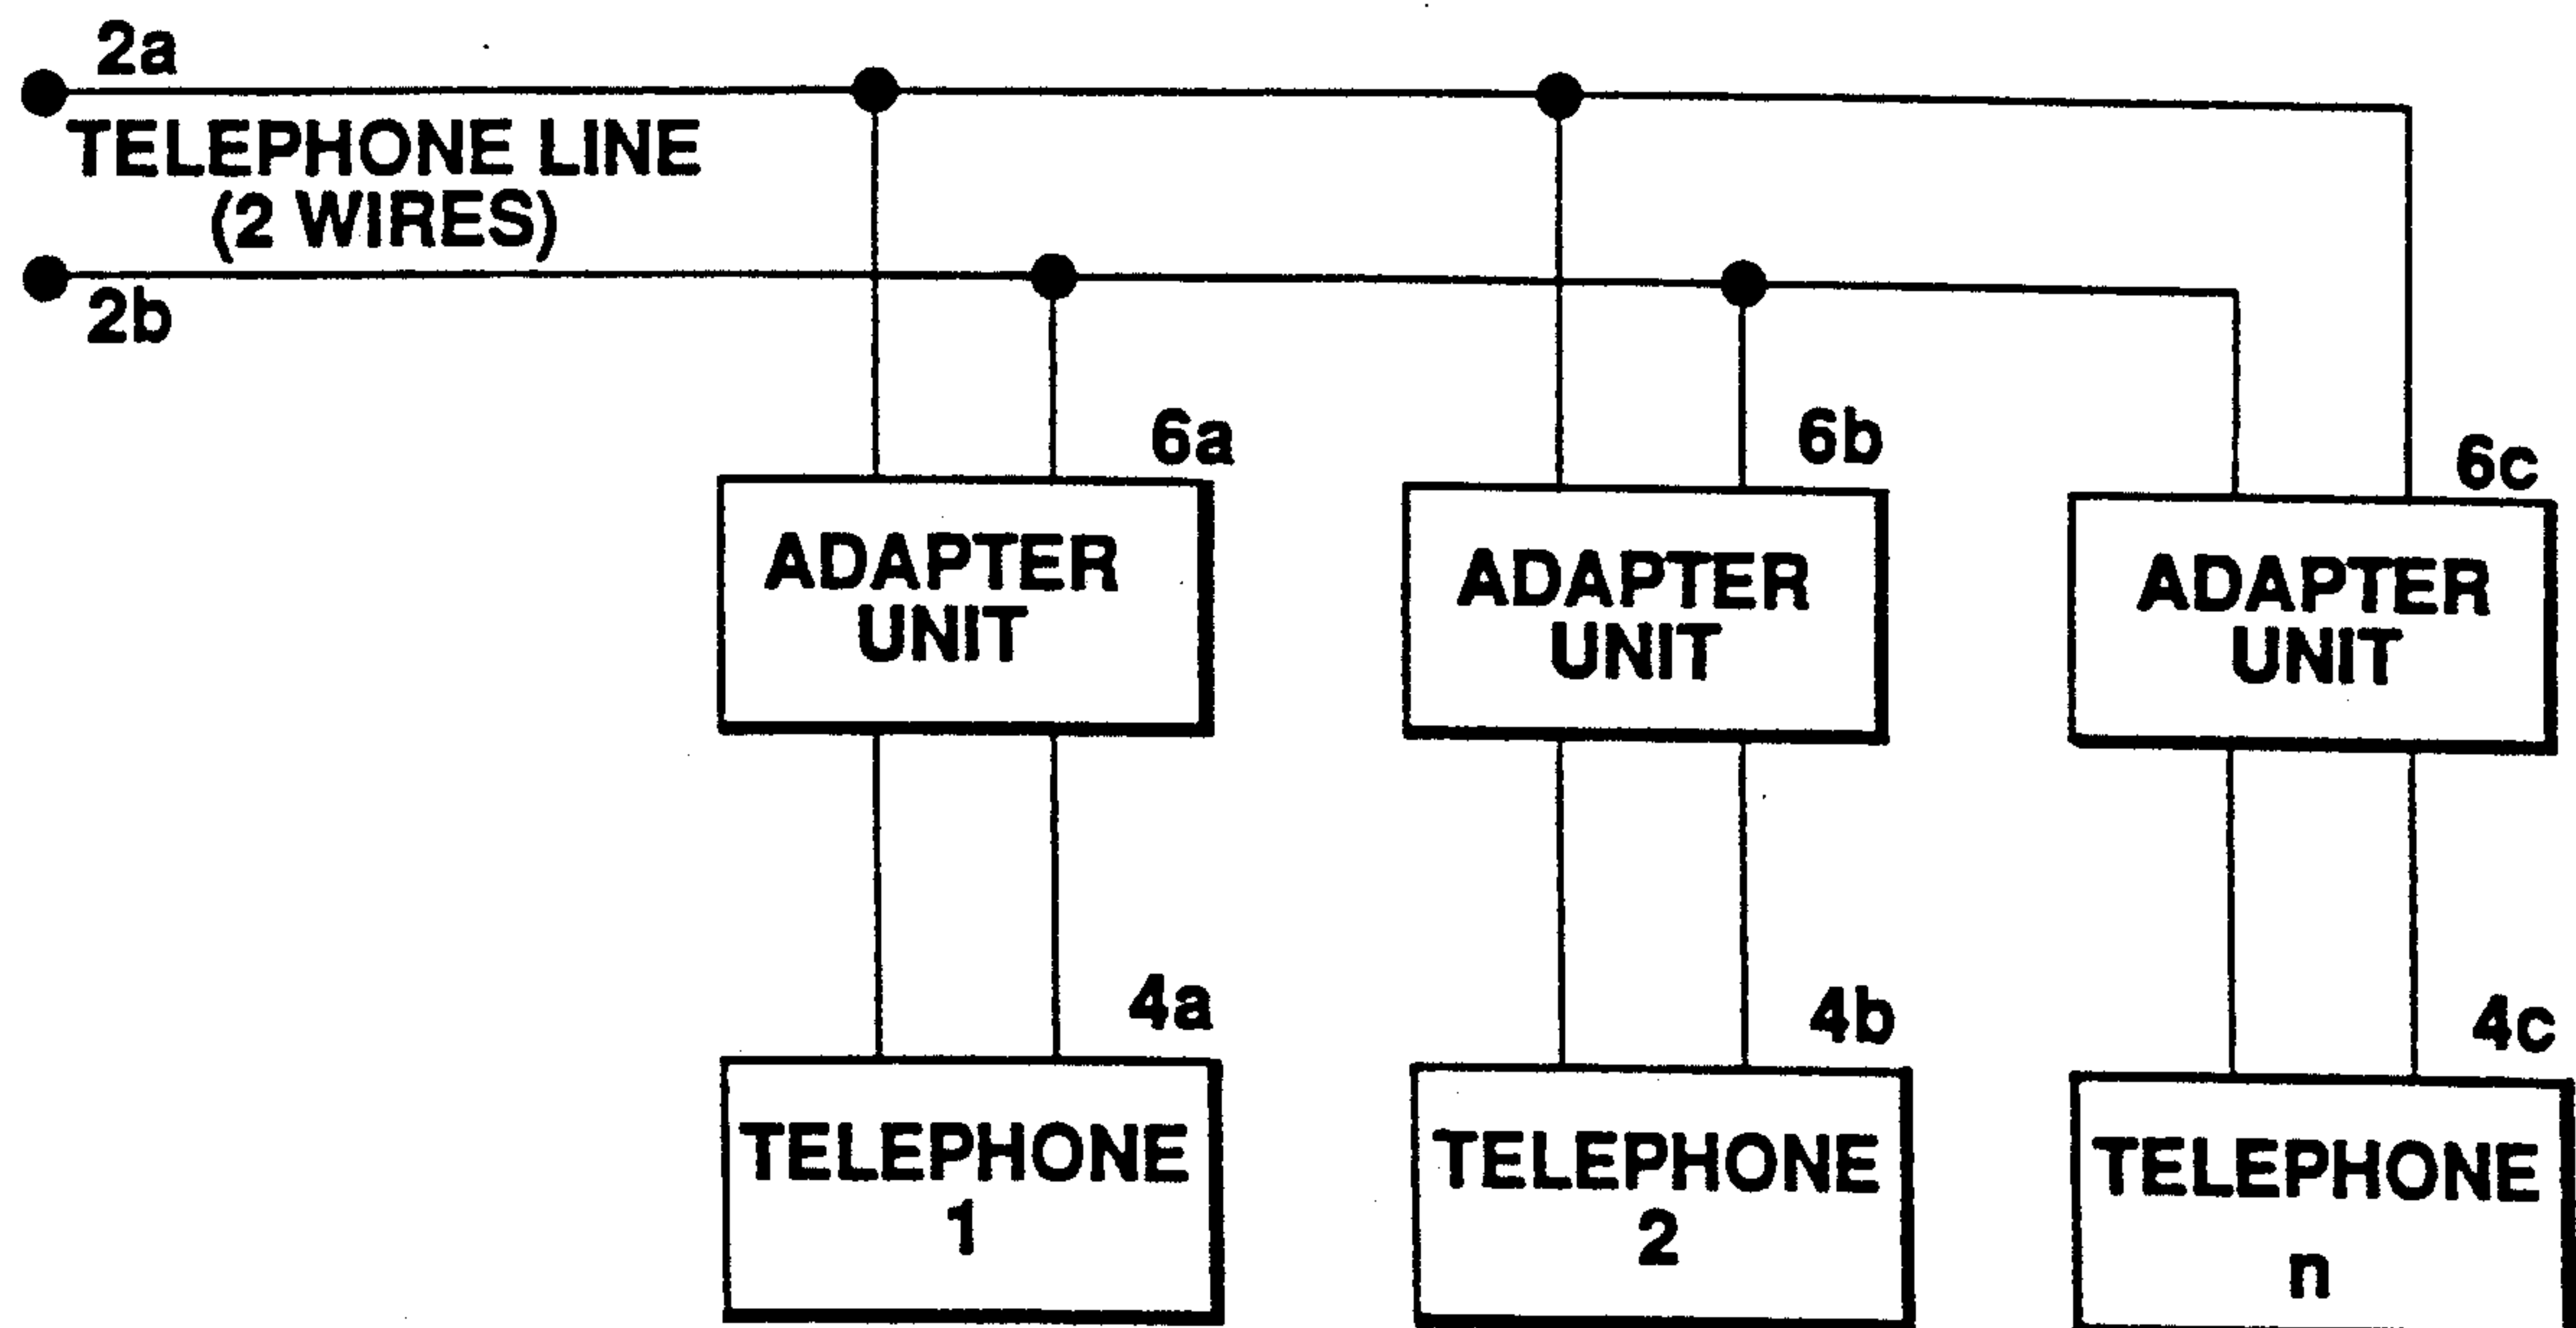 2a
TELEPHONE LINE
(2 WIRES)
2b
6a
6b
6c
ADAPTER
UNIT
ADAPTER
UNIT
ADAPTER
UNIT
4a
4b
4c
TELEPHONE
1
TELEPHONE
2
TELEPHONE
n